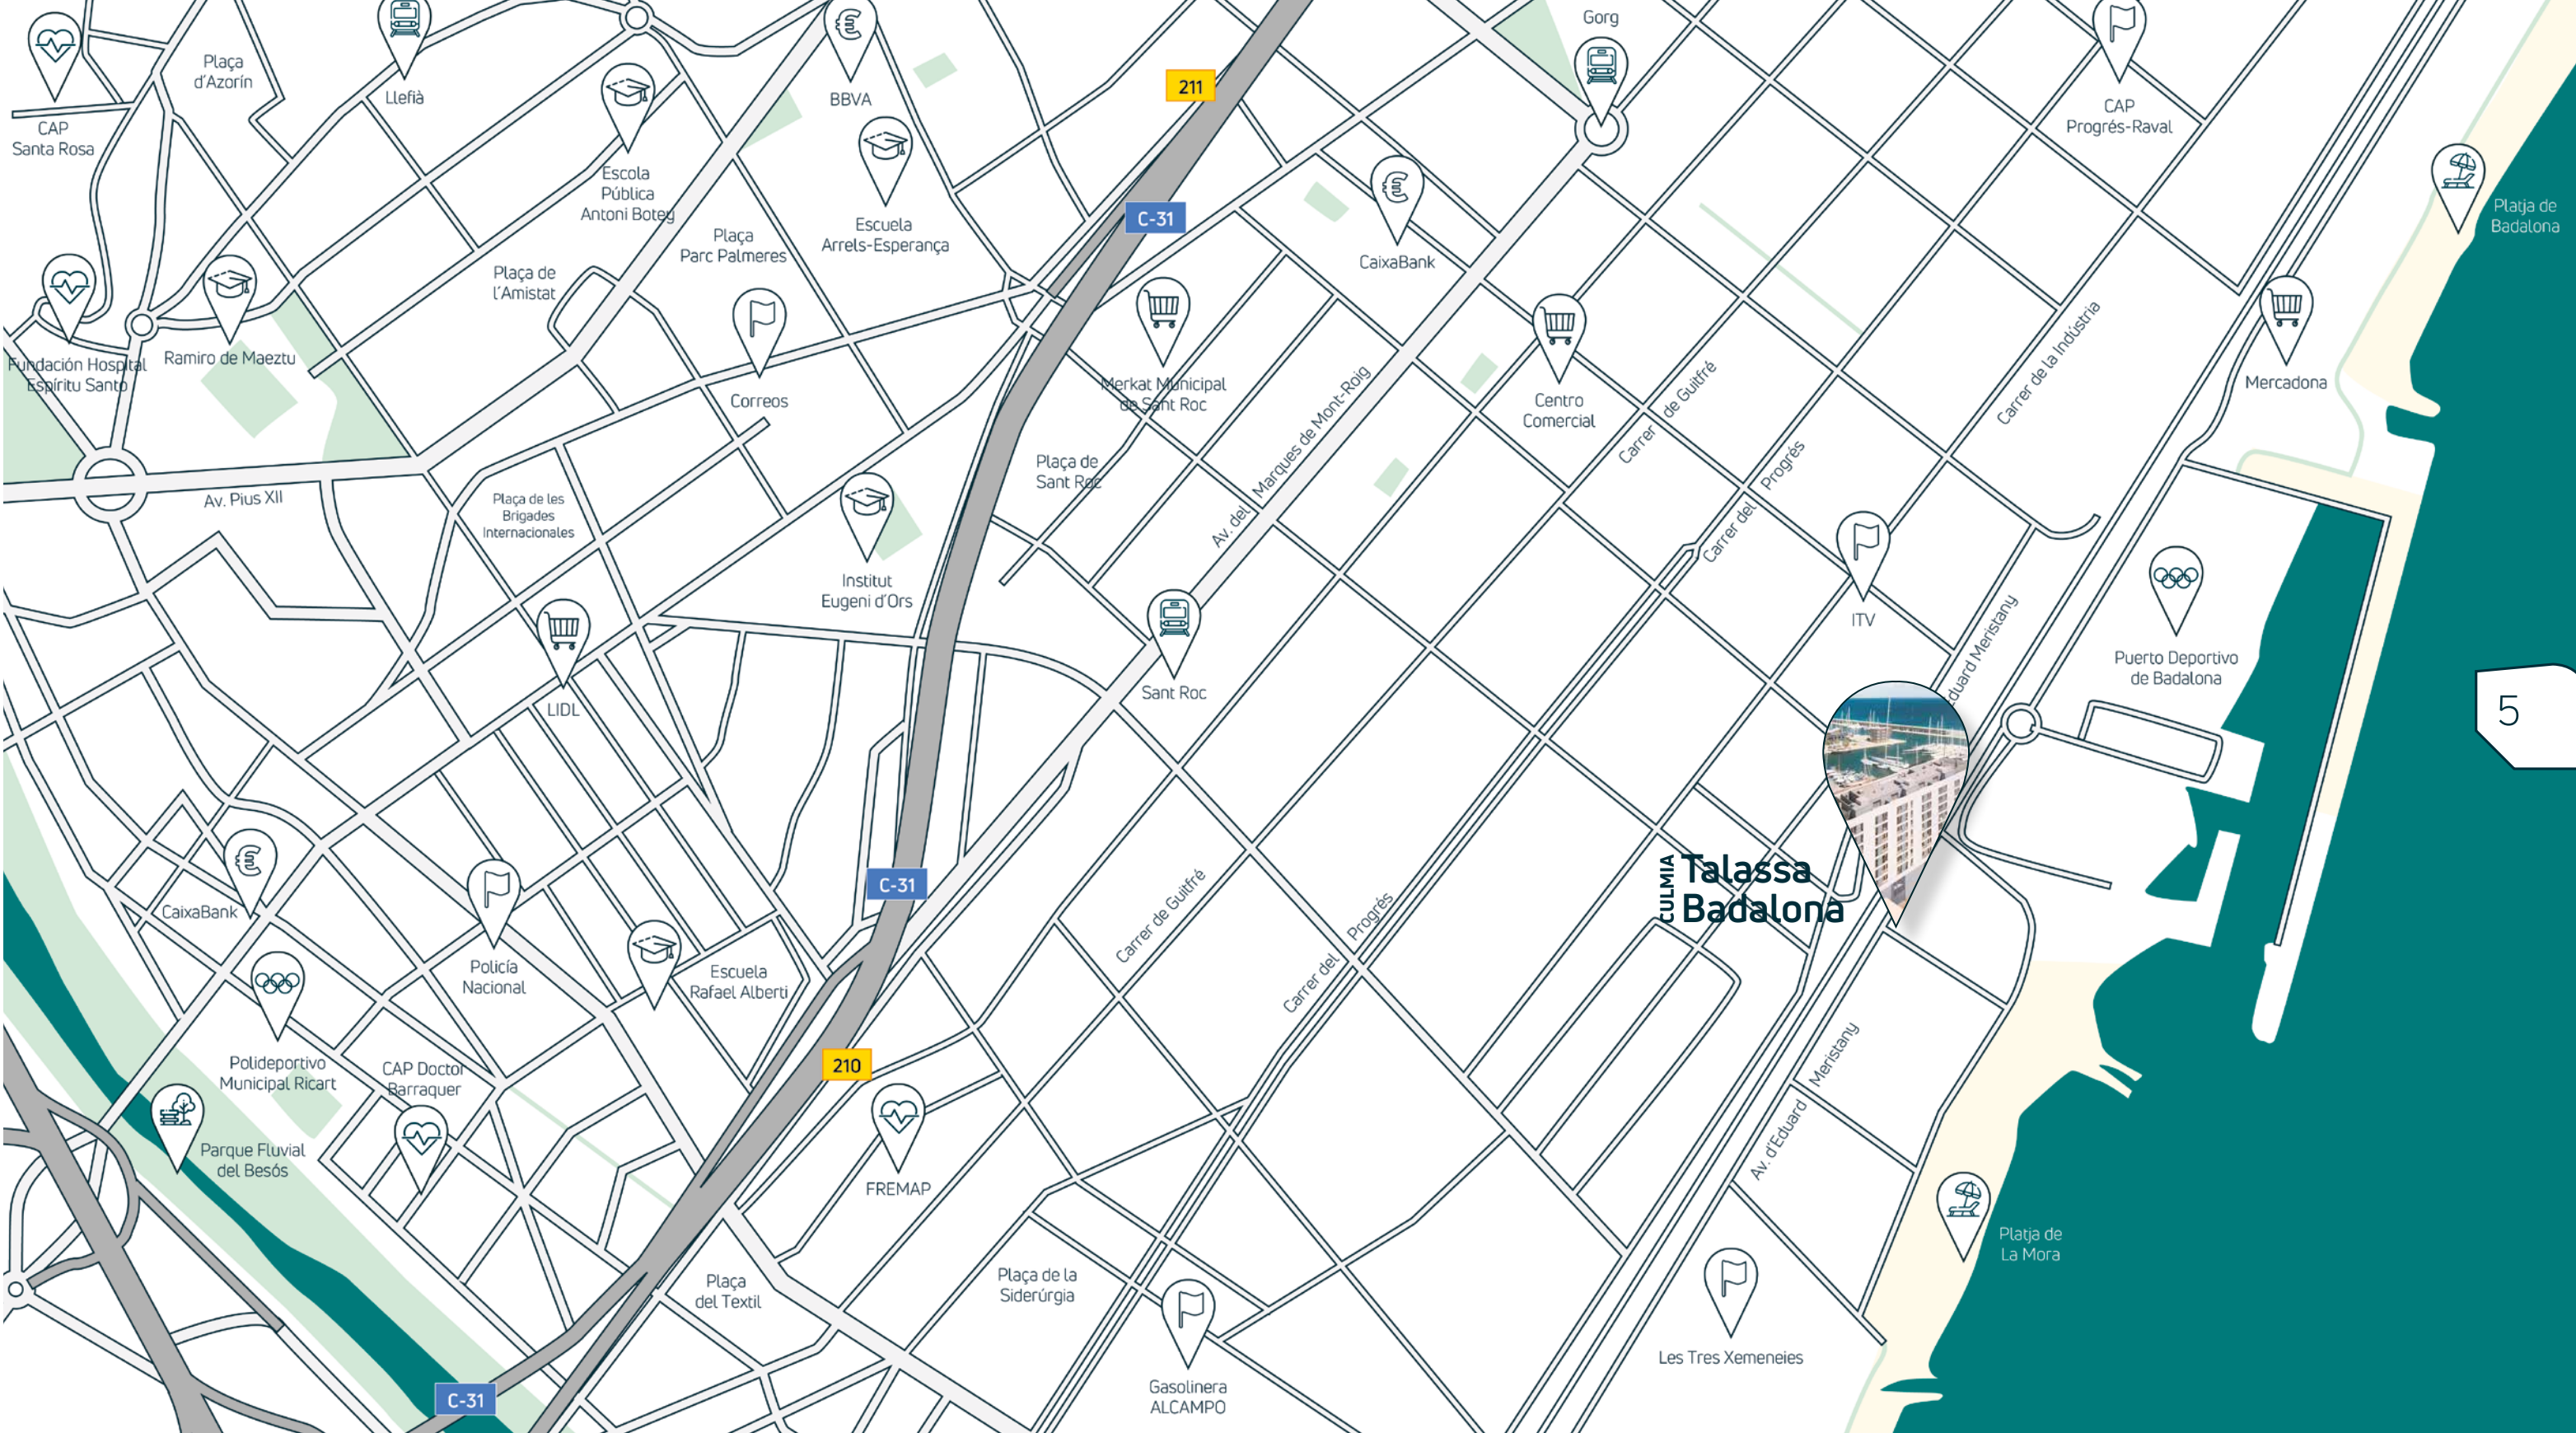 Gorg
Plaça
d'Azorín
Llefià
BBVA
211
CAP
Progrés-Raval
CAP
Santa Rosa
Escola
Pública
Antoni Botey
Escuela
Arrels-Esperança
C-31
Platja de
Badalona
Plaça
Parc Palmeres
CaixaBank
Plaça de
l'Amistat
Fundación Hospital
Espíritu Santo
Ramiro de Maeztu
Correos
Merkat Municipal
de Sant Roc
Centro
Comercial
Carrer de Guitfré
Carrer de la Indústria
Mercadona
Av. Pius XII
Plaça de les
Brigades
Internacionales
Plaça de
Sant Roc
Av. del Marques de Mont-Roig
Carrer del Progrés
Institut
Eugeni d'Ors
ITV
Puerto Deportivo
de Badalona
LIDL
Sant Roc
Eduard Meristany
5
CULMIA
Talassa
Badalona
C-31
CaixaBank
Carrer de Guitfré
Carrer del Progrés
Policía
Nacional
Escuela
Rafael Alberti
Polideportivo
Municipal Ricart
CAP Doctor
Barraquer
210
Av. d'Eduard Meristany
Parque Fluvial
del Besós
FREMAP
Platja de
La Mora
Plaça
del Textil
Plaça de la
Siderúrgia
Les Tres Xemeneies
Gasolinera
ALCAMPO
C-31